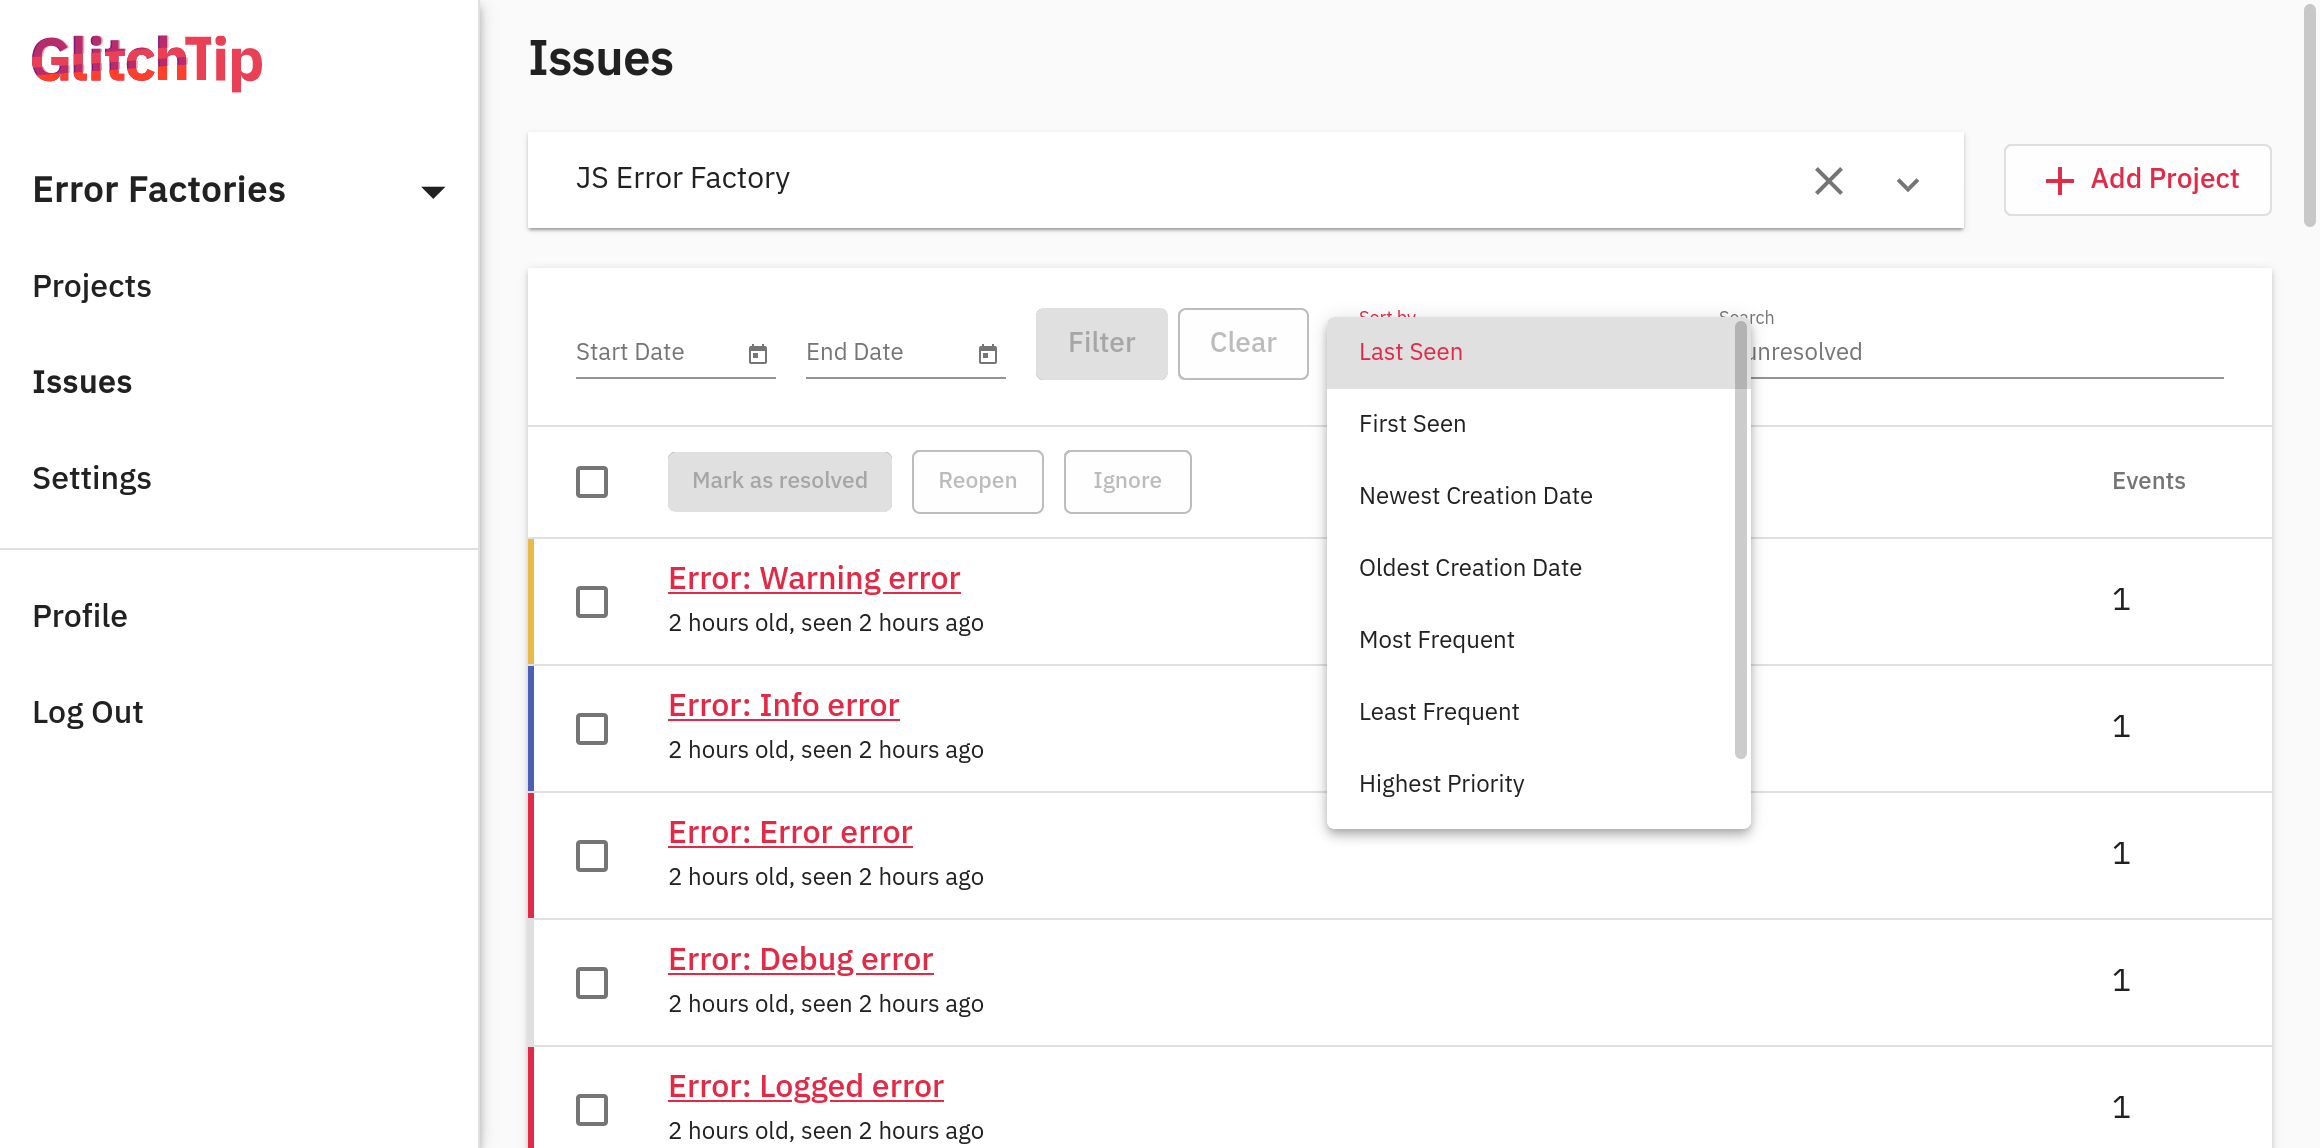 GlitchTip
Error Factories
Projects
Issues
Settings
Profile
Log Out
Issues
JS Error Factory
Add Project
Start Date
End Date
Filter
Clear
Sort by
Search
unresolved
Last Seen
First Seen
Newest Creation Date
Oldest Creation Date
Most Frequent
Least Frequent
Highest Priority
Mark as resolved
Reopen
Ignore
Events
Error: Warning error
2 hours old, seen 2 hours ago
1
Error: Info error
2 hours old, seen 2 hours ago
1
Error: Error error
2 hours old, seen 2 hours ago
1
Error: Debug error
2 hours old, seen 2 hours ago
1
Error: Logged error
2 hours old, seen 2 hours ago
1